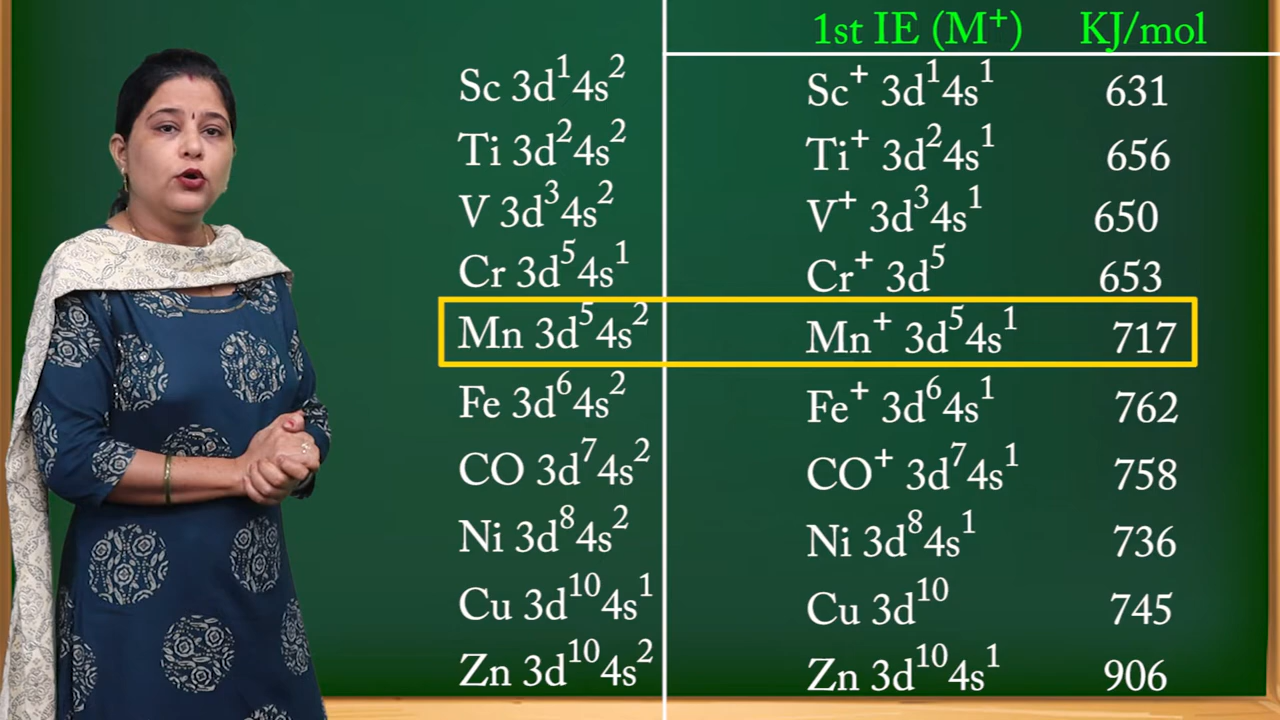 1st IE (M⁺) KJ/mol
Sc 3d¹4s² Sc⁺ 3d¹4s¹ 631
Ti 3d²4s² Ti⁺ 3d²4s¹ 656
V 3d³4s² V⁺ 3d³4s¹ 650
Cr 3d⁵4s¹ Cr⁺ 3d⁵ 653
Mn 3d⁵4s² Mn⁺ 3d⁵4s¹ 717
Fe 3d⁶4s² Fe⁺ 3d⁶4s¹ 762
CO 3d⁷4s² CO⁺ 3d⁷4s¹ 758
Ni 3d⁸4s² Ni 3d⁸4s¹ 736
Cu 3d¹⁰4s¹ Cu 3d¹⁰ 745
Zn 3d¹⁰4s² Zn 3d¹⁰4s¹ 906